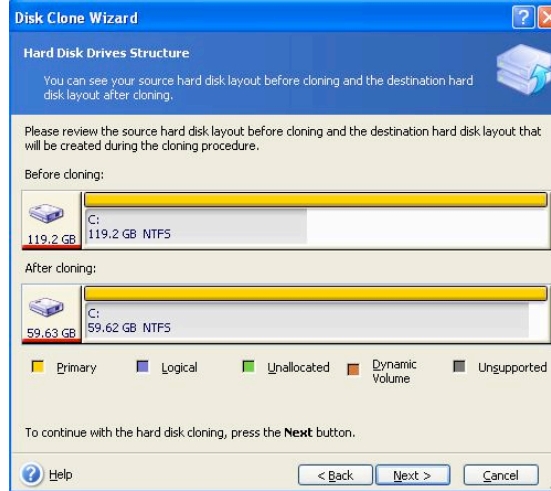 Disk Clone Wizard
Hard Disk Drives Structure
You can see your source hard disk layout before cloning and the destination hard
disk layout after cloning.
Please review the source hard disk layout before cloning and the destination hard disk layout that
will be created during the cloning procedure.
Before cloning:
119.2 GB
C:
119.2 GB NTFS
After cloning:
59.63 GB
C:
59.62 GB NTFS
Primary
Logical
Unallocated
Dynamic
Volume
Unsupported
To continue with the hard disk cloning, press the Next button.
Help
< Back
Next >
Cancel